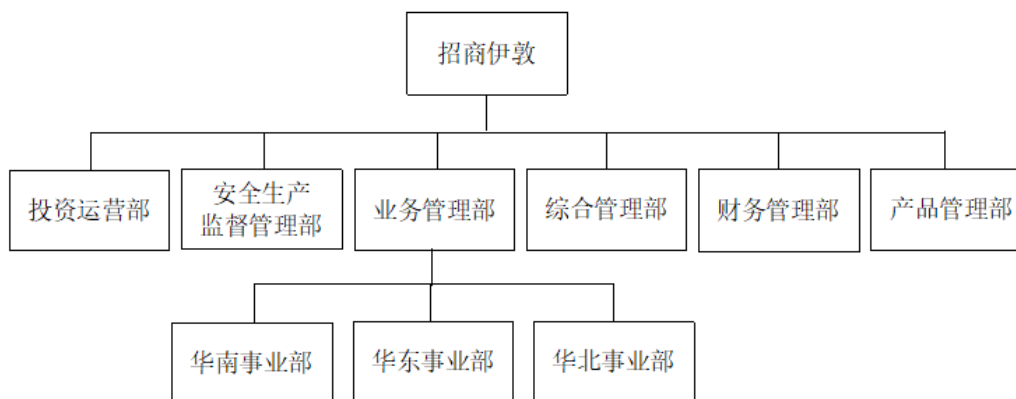 招商伊敦
投资运营部
安全生产
监督管理部
业务管理部
综合管理部
财务管理部
产品管理部
华南事业部
华东事业部
华北事业部